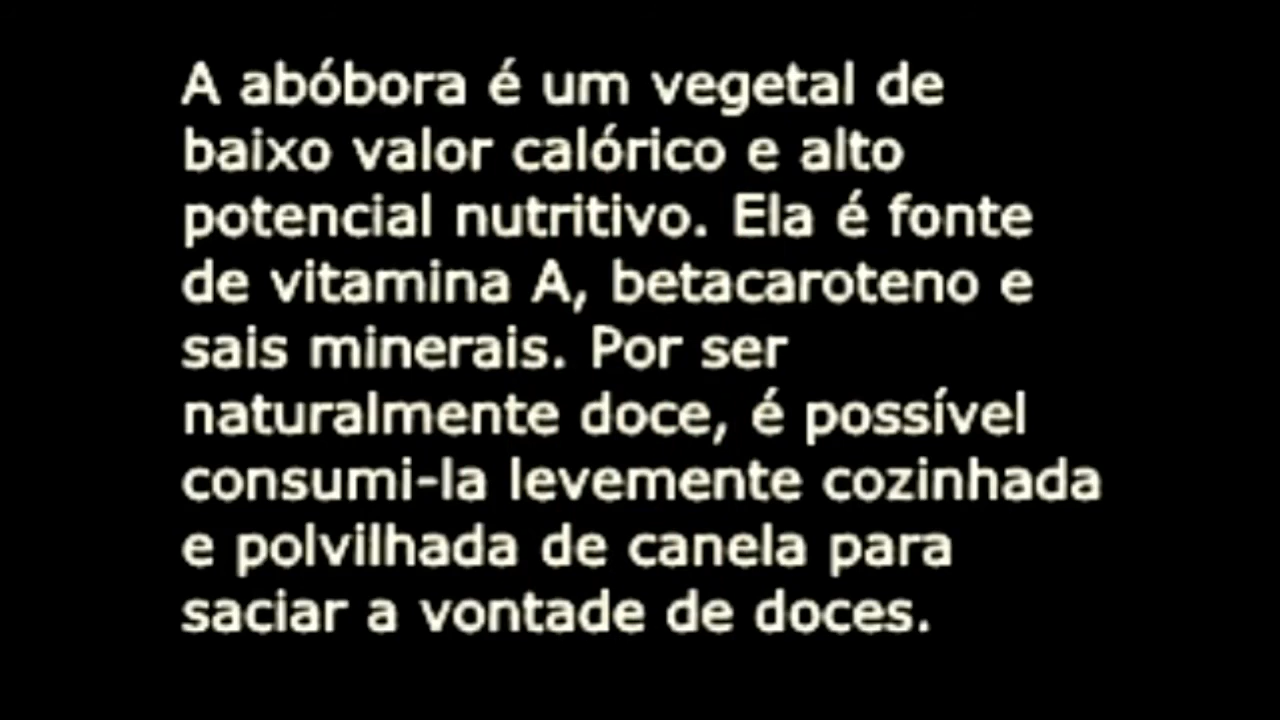 A abóbora é um vegetal de
baixo valor calórico e alto
potencial nutritivo. Ela é fonte
de vitamina A, betacaroteno e
sais minerais. Por ser
naturalmente doce, é possível
consumi-la levemente cozinhada
e polvilhada de canela para
saciar a vontade de doces.